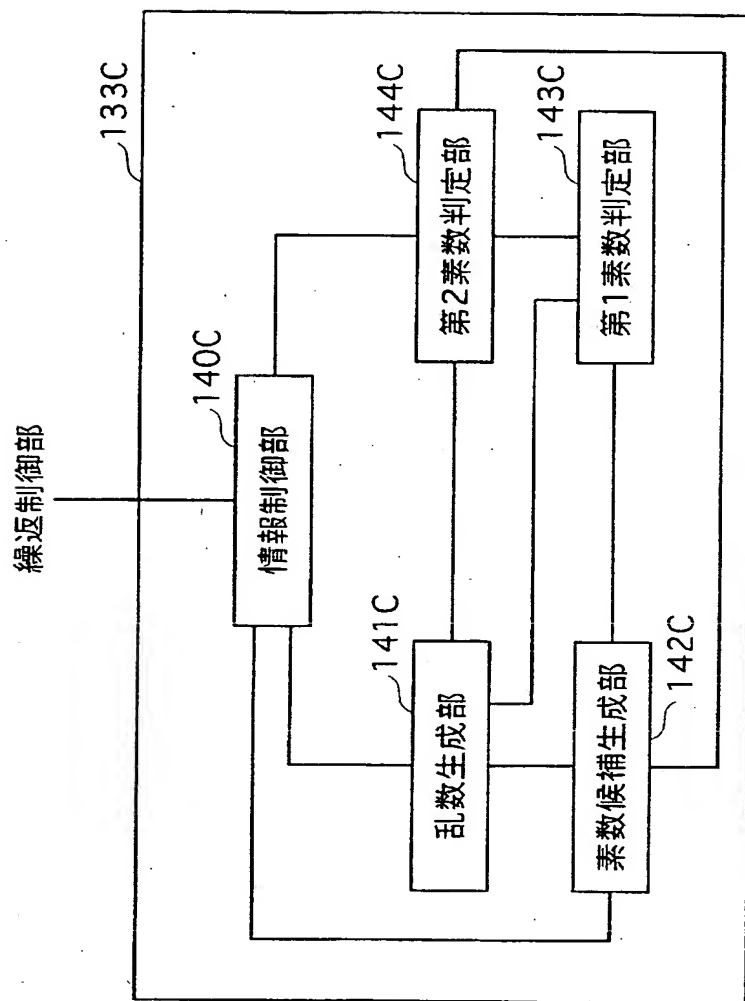 繰返制御部
133C
140C
情報制御部
141C
乱数生成部
144C
第2素数判定部
素数候補生成部
142C
143C
第1素数判定部